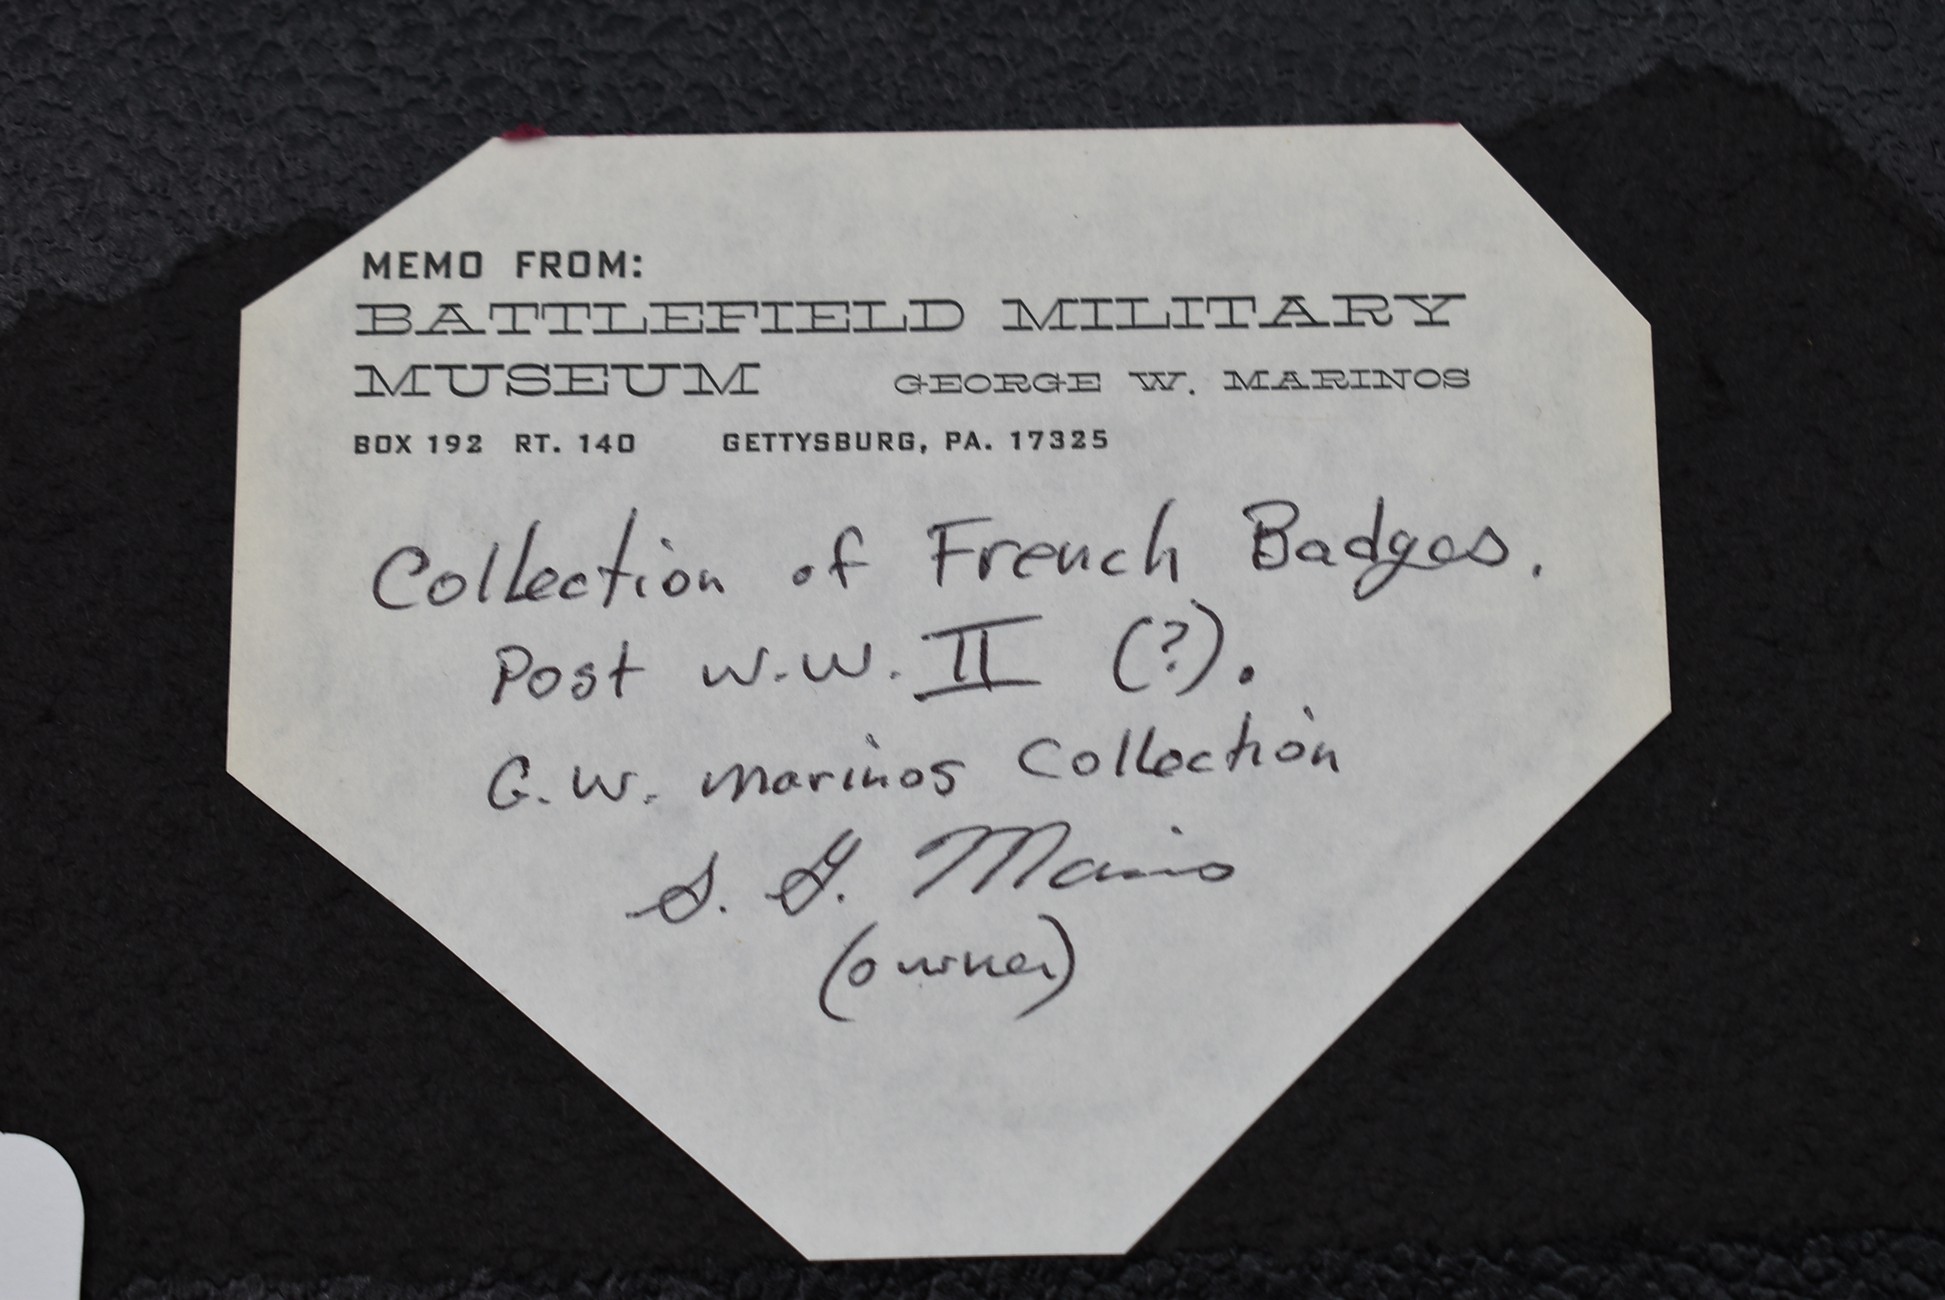 MEMO FROM:
BATTLEFIELD MILITARY
MUSEUM GEORGE W. MARINOS
BOX 192 RT. 140 GETTYSBURG, PA. 17325
Collection of French Badges.
Post W.W. II (?).
G.W. Marinos Collection
(owner)